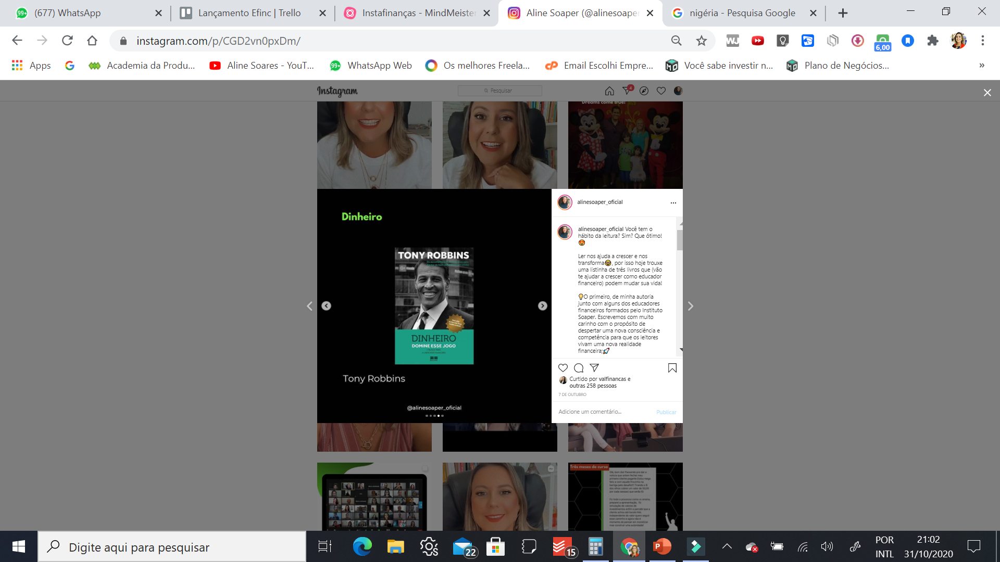 (677) WhatsApp
Lançamento Efinc | Trello
Instafinanças - MindMeister
Aline Soaper (@alinesoaper
nigéria - Pesquisa Google
instagram.com/p/CGD2vn0pxDm/
6,00
Apps
Academia da Produ...
Aline Soares - YouT...
99+
WhatsApp Web
Os melhores Freela...
Email Escolhi Empre...
Você sabe investir n...
Plano de Negócios...
Instagram
Pesquisar
4
Dreams come true!
Dinheiro
TONY ROBBINS
DINHEIRO
DOMINE ESSE JOGO
Tony Robbins
@alinesoaper_oficial
alinesoaper_oficial
alinesoaper_oficial Você tem o
hábito da leitura? Sim? Que ótimo!
Ler nos ajuda a crescer e nos
transforma, por isso hoje trouxe
uma listinha de três livros que (vão
te ajudar a crescer como educador
financeiro) podem mudar sua vida!
O primeiro, de minha autoria
junto com alguns dos educadores
financeiros formados pelo Instituto
Soaper. Escrevemos com muito
carinho com o propósito de
despertar uma nova consciência e
competência para que os leitores
vivam uma nova realidade
financeira;
Curtido por valfinancas e
outras 258 pessoas
7 DE OUTUBRO
Adicione um comentário...
Publicar
Três meses de curso
Digite aqui para pesquisar
22
15
POR
INTL
21:02
31/10/2020